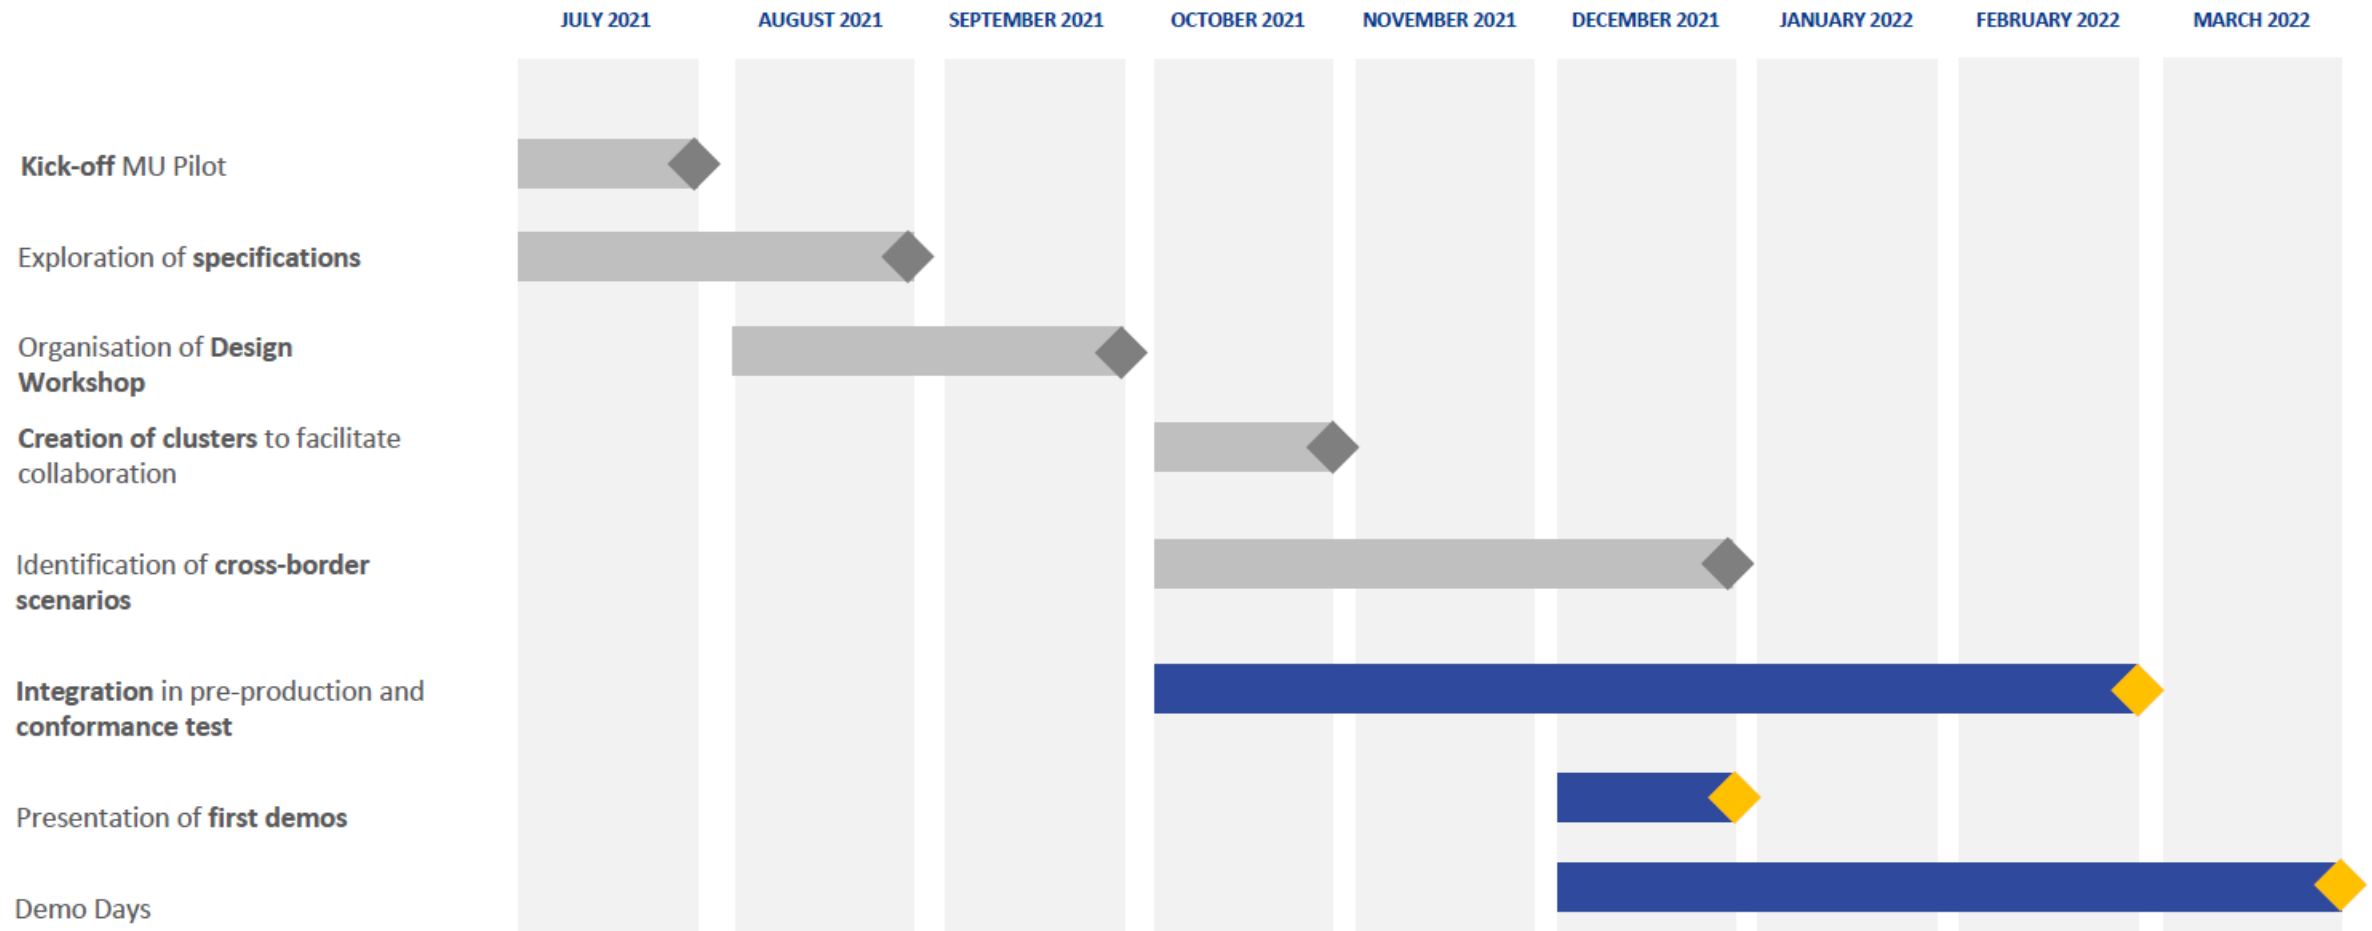 JULY 2021 AUGUST 2021 SEPTEMBER 2021 OCTOBER 2021 NOVEMBER 2021 DECEMBER 2021 JANUARY 2022 FEBRUARY 2022 MARCH 2022
Kick-off MU Pilot
Exploration of specifications
Organisation of Design
Workshop
Creation of clusters to facilitate
collaboration
Identification of cross-border
scenarios
Integration in pre-production and
conformance test
Presentation of first demos
Demo Days